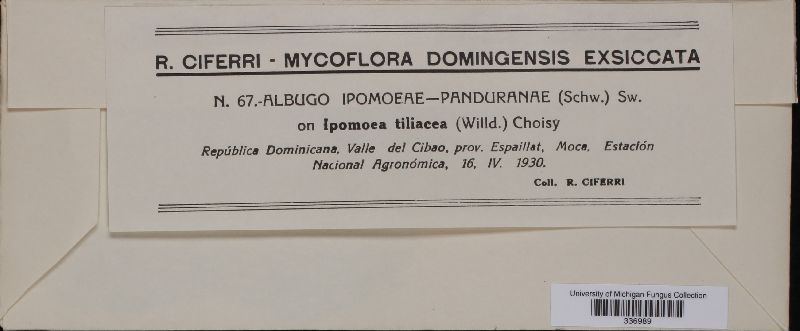 R. CIFERRI - MYCOFLORA DOMINGENSIS EXSICCATA
N. 67.-ALBUGO IPOMOEAE—PANDURANAE (Schw.) Sw.
on Ipomoea tiliacea (Willd.) Choisy
República Dominicana, Valle del Cibao, prov. Espaillat, Moca, Estación
Nacional Agronómica, 16, IV. 1930.
Coll. R. CIFERRI
University of Michigan Fungus Collection
336989